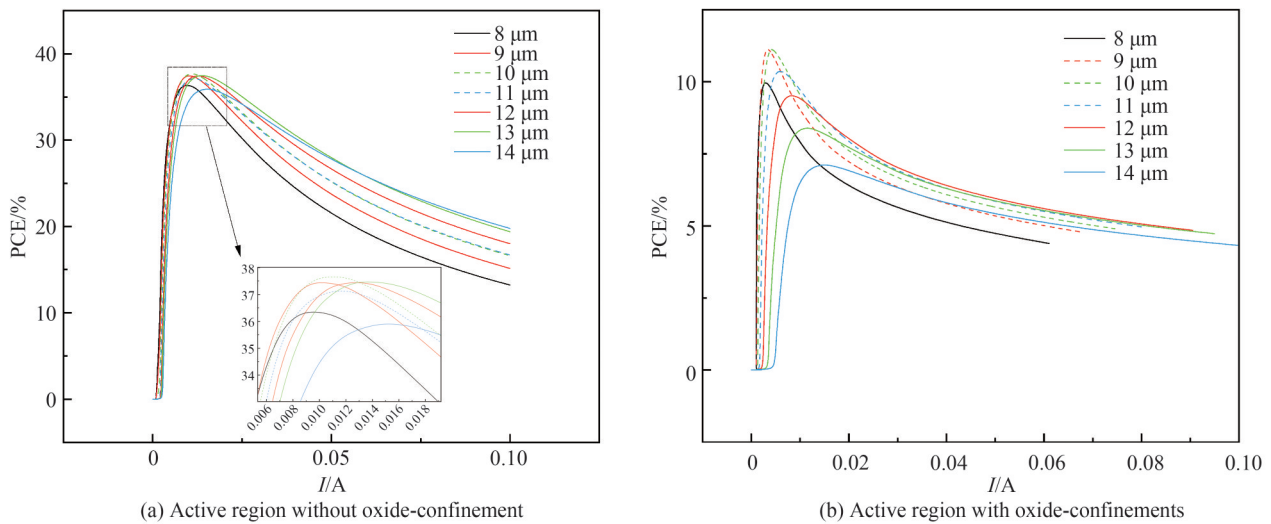 40
30
20
10
0
PCE/%
8 μm
9 μm
10 μm
11 μm
12 μm
13 μm
14 μm
38
37
36
35
34
33
0.006
0.008
0.010
0.012
0.014
0.016
0.018
0
0.05
0.10
I/A
(a) Active region without oxide-confinement
10
5
0
PCE/%
8 μm
9 μm
10 μm
11 μm
12 μm
13 μm
14 μm
0
0.02
0.04
0.06
0.08
0.10
I/A
(b) Active region with oxide-confinements